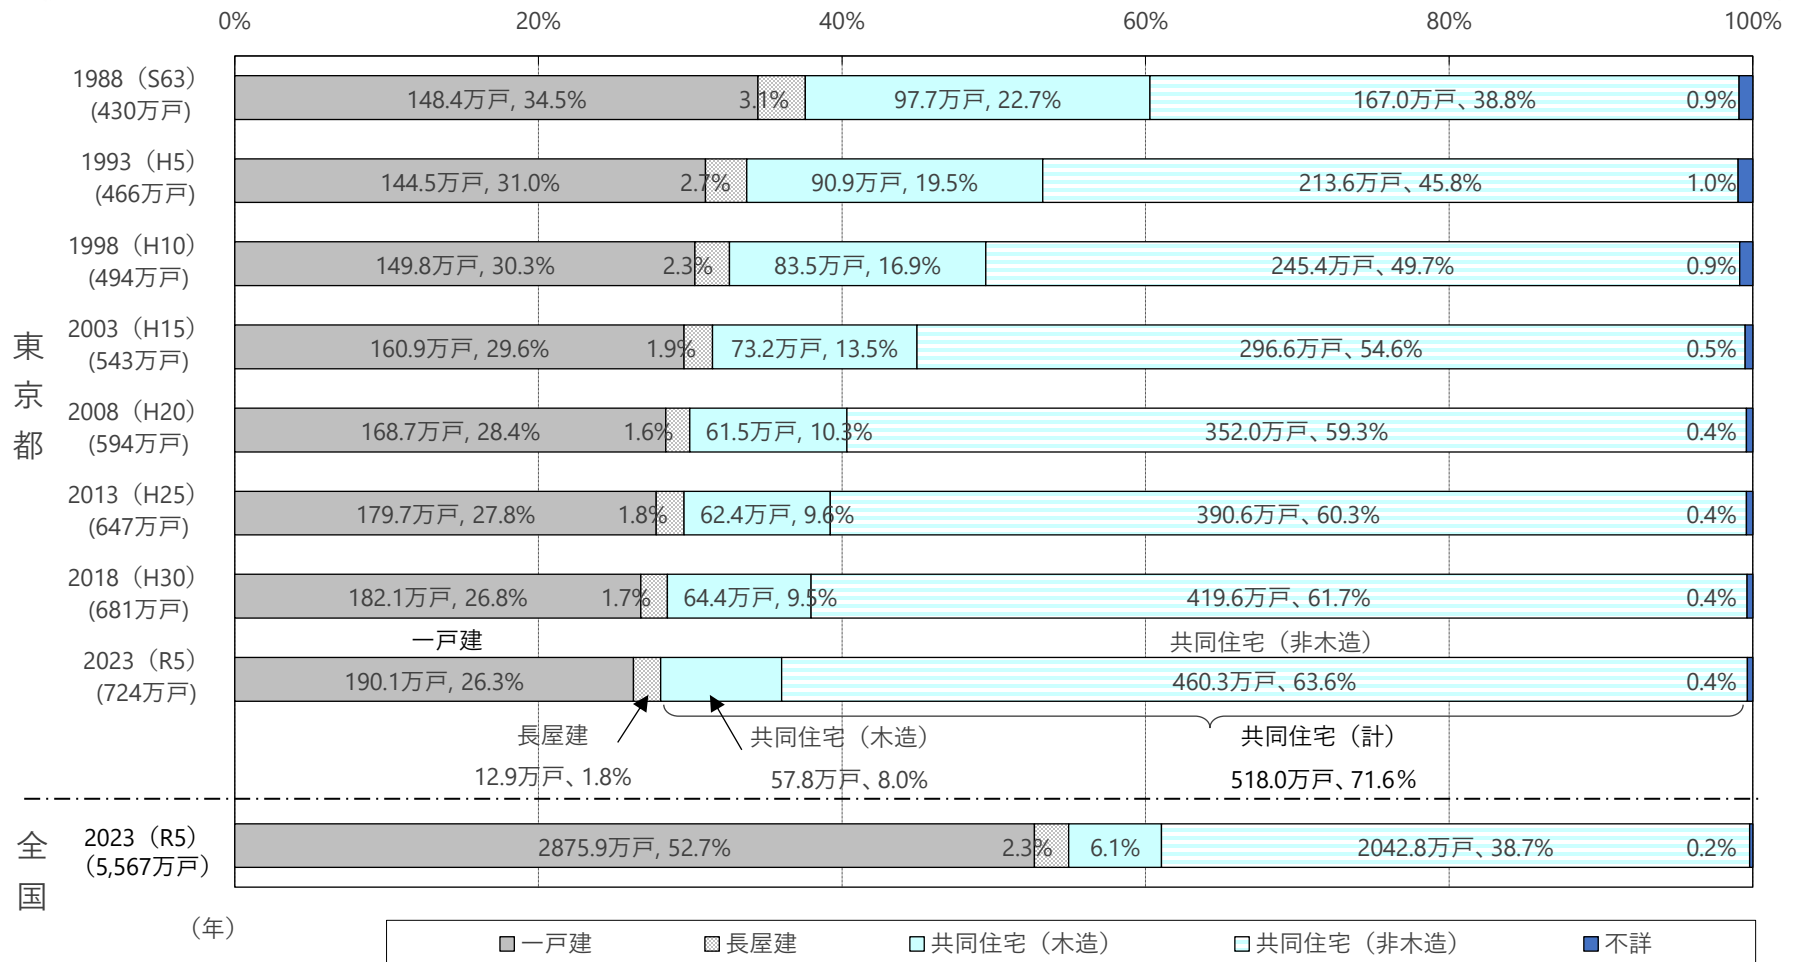 0% 20% 40% 60% 80% 100%
東京都
1988（S63）
(430万戸)
148.4万戸, 34.5% 3.1% 97.7万戸, 22.7% 167.0万戸、38.8% 0.9%
1993（H5）
(466万戸)
144.5万戸, 31.0% 2.7% 90.9万戸, 19.5% 213.6万戸、45.8% 1.0%
1998（H10）
(494万戸)
149.8万戸, 30.3% 2.3% 83.5万戸, 16.9% 245.4万戸、49.7% 0.9%
2003（H15）
(543万戸)
160.9万戸, 29.6% 1.9% 73.2万戸, 13.5% 296.6万戸、54.6% 0.5%
2008（H20）
(594万戸)
168.7万戸, 28.4% 1.6% 61.5万戸, 10.3% 352.0万戸、59.3% 0.4%
2013（H25）
(647万戸)
179.7万戸, 27.8% 1.8% 62.4万戸, 9.6% 390.6万戸、60.3% 0.4%
2018（H30）
(681万戸)
182.1万戸, 26.8% 1.7% 64.4万戸, 9.5% 419.6万戸、61.7% 0.4%
一戸建 共同住宅（非木造）
2023（R5）
(724万戸)
190.1万戸, 26.3% 460.3万戸、63.6% 0.4%
長屋建 共同住宅（木造） 共同住宅（計）
12.9万戸、1.8% 57.8万戸、8.0% 518.0万戸、71.6%
全国
2023（R5）
（5,567万戸）
2875.9万戸, 52.7% 2.3% 6.1% 2042.8万戸、38.7% 0.2%
（年）
一戸建 長屋建 共同住宅（木造） 共同住宅（非木造） 不詳